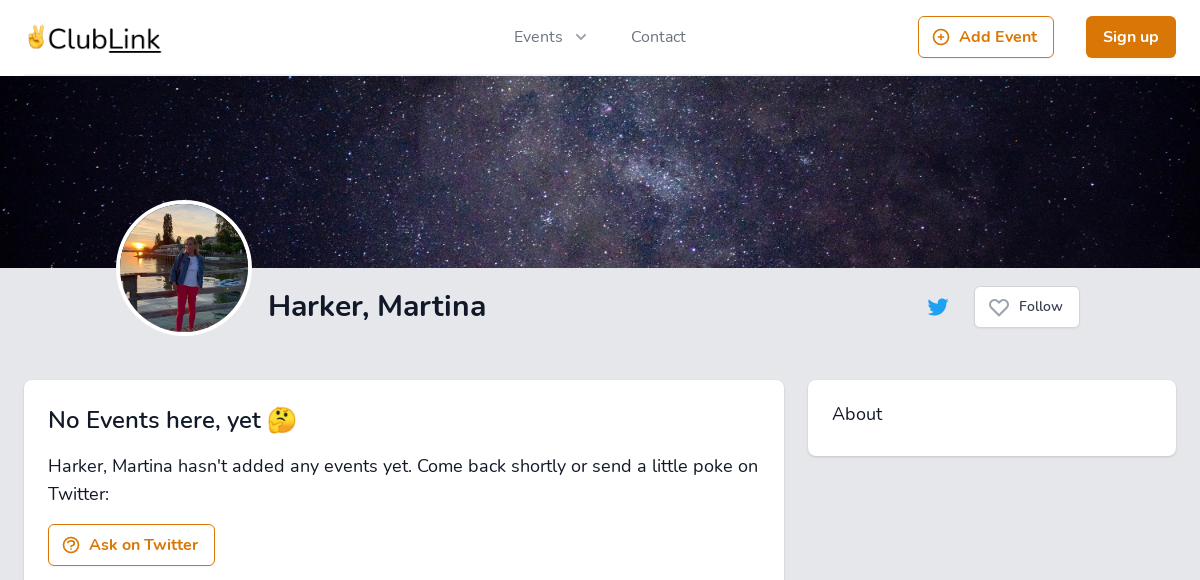 ✌️ClubLink
Events
Contact
Add Event
Sign up
Harker, Martina
Follow
No Events here, yet 🤔
Harker, Martina hasn't added any events yet. Come back shortly or send a little poke on
Twitter:
Ask on Twitter
About